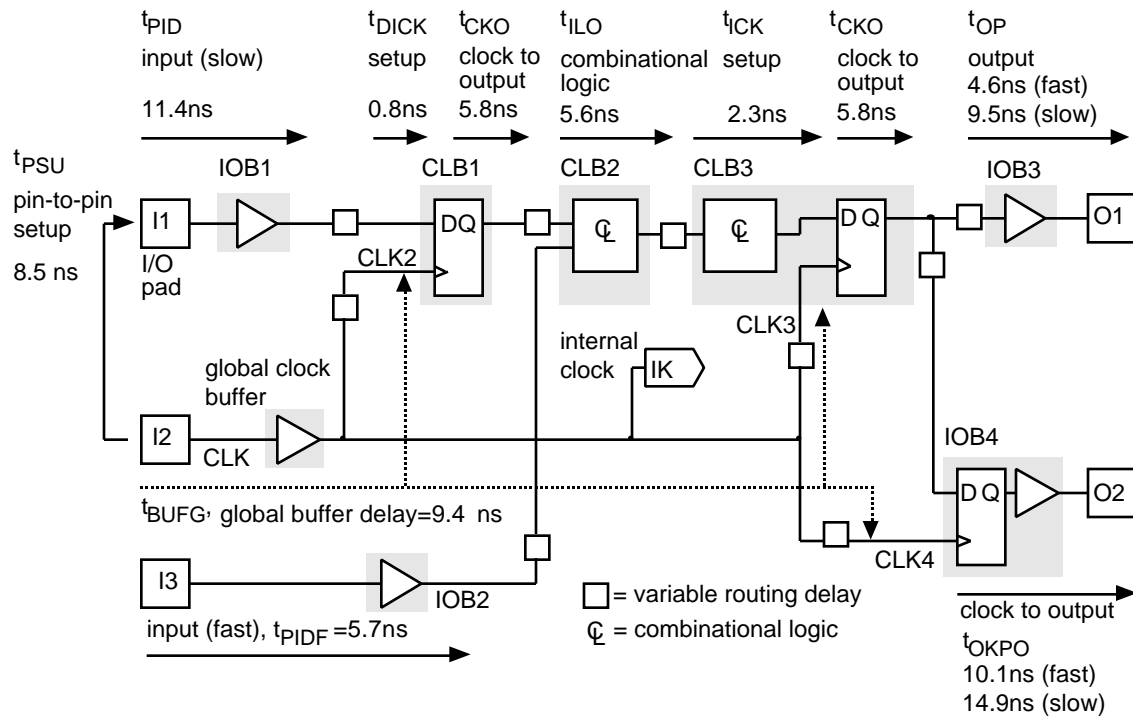 tPID
input (slow)
11.4ns
tDICK
setup
0.8ns
tCKO
clock to
output
5.8ns
tILO
combinational
logic
5.6ns
tICK
setup
2.3ns
tCKO
clock to
output
5.8ns
tOP
output
4.6ns (fast)
9.5ns (slow)
tPSU
pin-to-pin
setup
8.5 ns
IOB1
CLB1
CLB2
CLB3
IOB3
I1
I/O
pad
DQ
CLK2
CL
CL
D Q
O1
CLK3
global clock
buffer
internal
clock
IK
I2
CLK
IOB4
D Q
O2
tBUFG, global buffer delay=9.4 ns
CLK4
I3
IOB2
input (fast), tPIDF =5.7ns
= variable routing delay
CL = combinational logic
clock to output
tOKPO
10.1ns (fast)
14.9ns (slow)